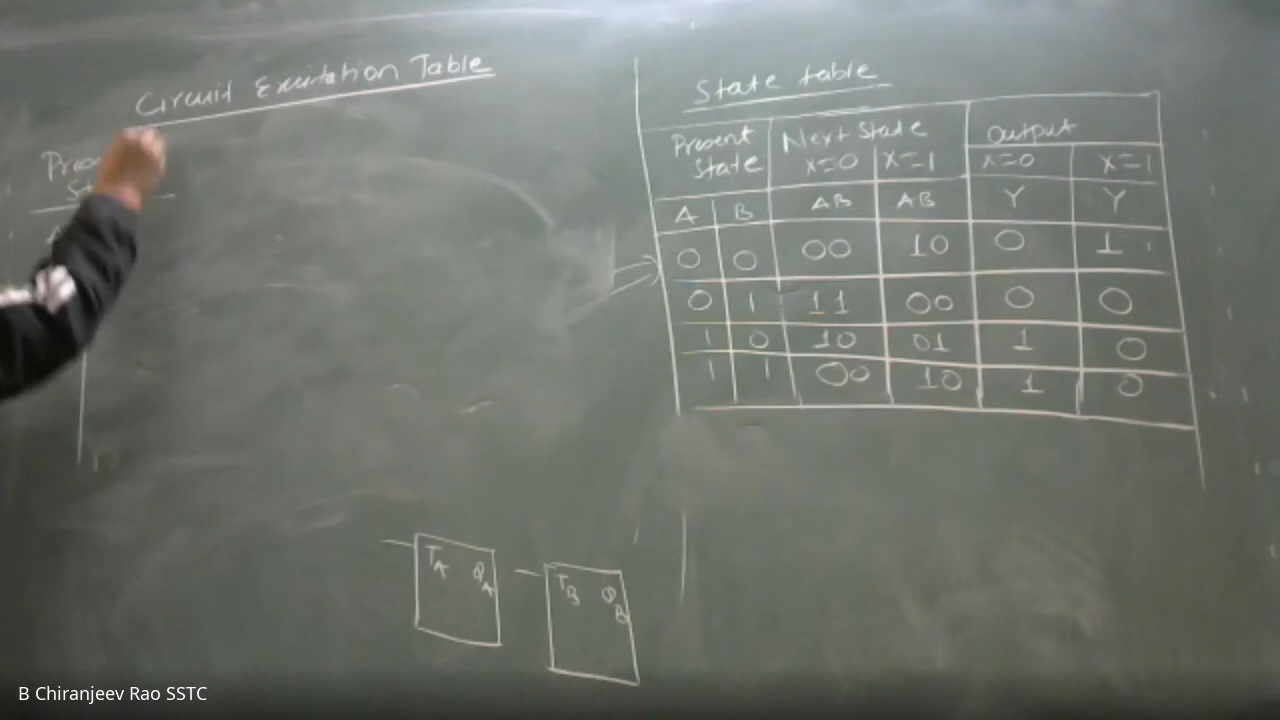 Circuit Excitation Table
State table
Present State | Next State | Output
x=0 | x=1 | x=0 | x=1
A | B | AB | AB | Y | Y
0 | 0 | 00 | 10 | 0 | 1
0 | 1 | 11 | 00 | 0 | 0
1 | 0 | 10 | 01 | 1 | 0
1 | 1 | 00 | 10 | 1 | 0
TA QA
TB QB
B Chiranjeev Rao SSTC